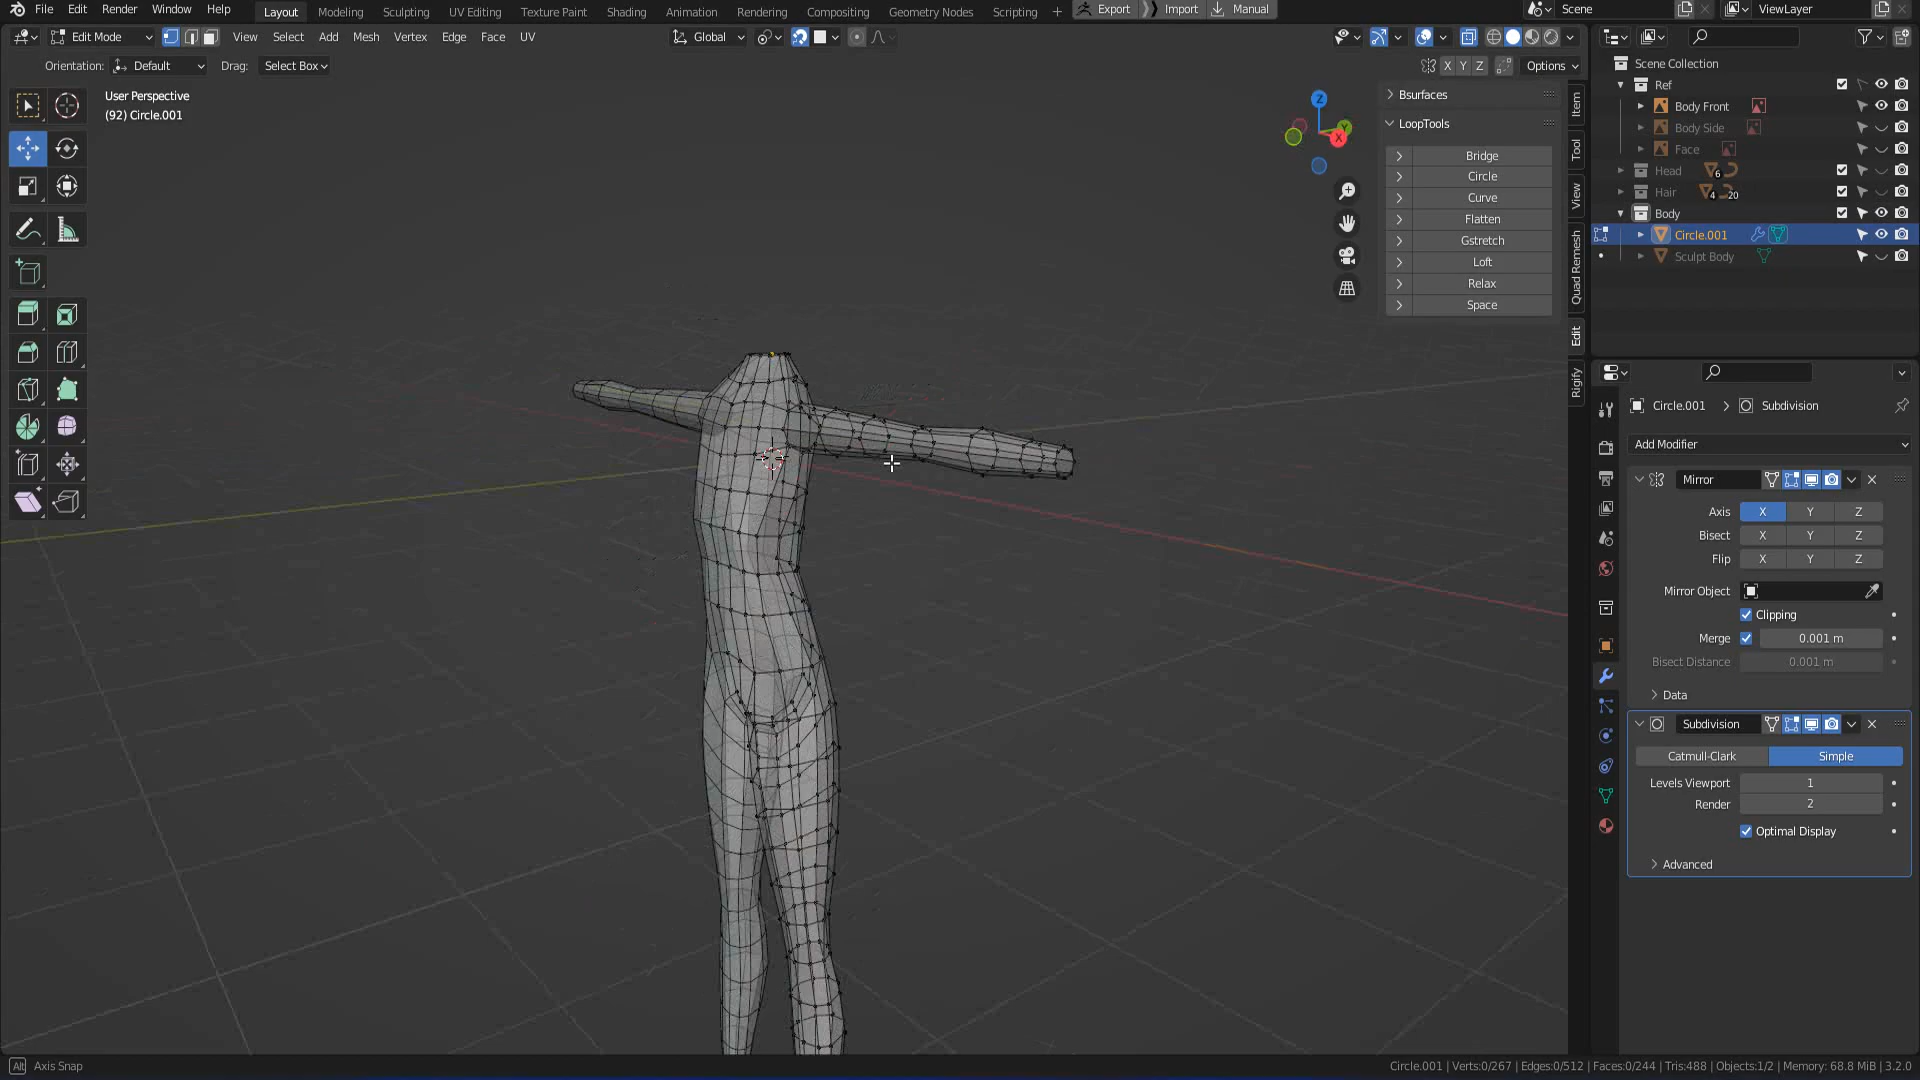 File Edit Render Window Help Layout Modeling Sculpting UV Editing Texture Paint Shading Animation Rendering Compositing Geometry Nodes Scripting + Export Import Manual Scene ViewLayer
Edit Mode View Select Add Mesh Vertex Edge Face UV Global
Orientation: Default Drag: Select Box X Y Z Options
User Perspective
(92) Circle.001
Z
Y
X
Bsurfaces
LoopTools
Bridge
Circle
Curve
Flatten
Gstretch
Loft
Relax
Space
Item
Tool
View
Quad Remesh
Edit
Rigify
Scene Collection
Ref
Body Front
Body Side
Face
Head 6
Hair 4 20
Body
Circle.001
Sculpt Body
Circle.001 > Subdivision
Add Modifier
Mirror
Axis X Y Z
Bisect X Y Z
Flip X Y Z
Mirror Object
Clipping
Merge 0.001 m
Bisect Distance 0.001 m
Data
Subdivision
Catmull-Clark Simple
Levels Viewport 1
Render 2
Optimal Display
Advanced
Alt Axis Snap
Circle.001 | Verts:0/267 | Edges:0/512 | Faces:0/244 | Tris:488 | Objects:1/2 | Memory: 68.8 MiB | 3.2.0